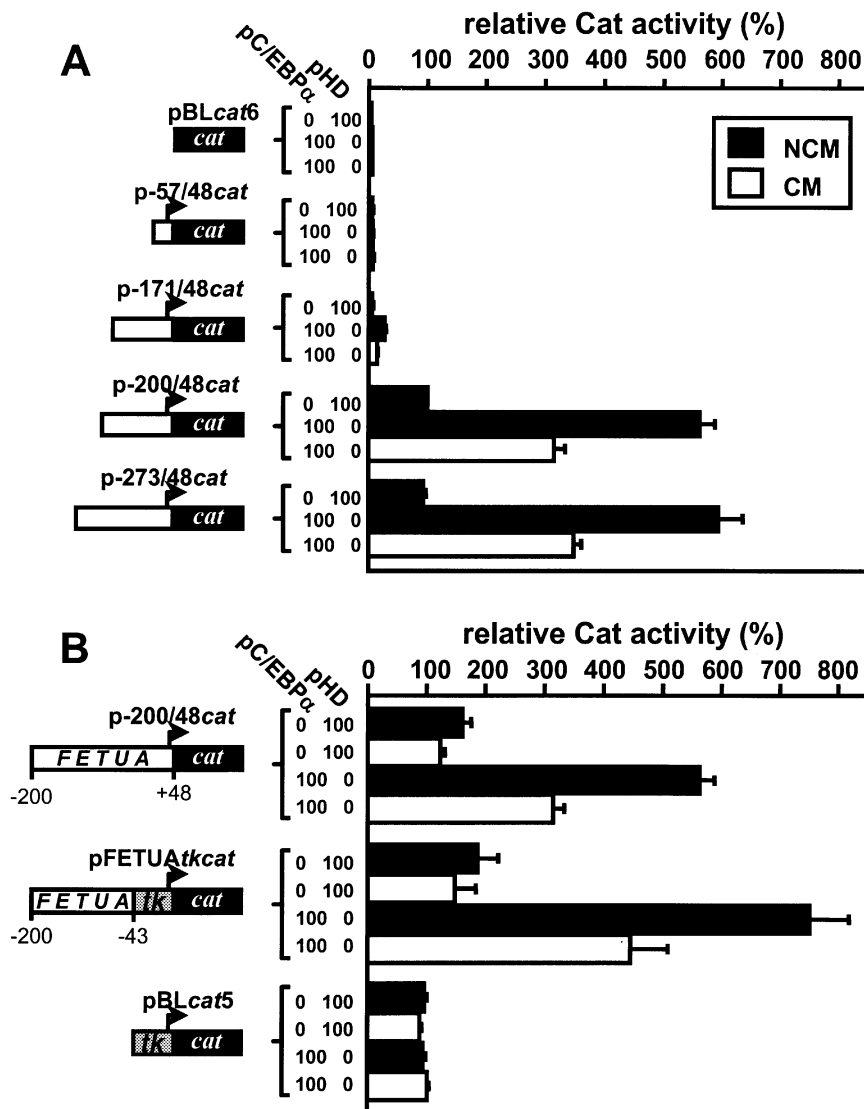 A
relative Cat activity (%)
pC/EBPα pHD
0 100 200 300 400 500 600 700 800
NCM
CM
pBLcat6
cat
0 100
100 0
100 0
p-57/48cat
cat
0 100
100 0
100 0
p-171/48cat
cat
0 100
100 0
100 0
p-200/48cat
cat
0 100
100 0
100 0
p-273/48cat
cat
0 100
100 0
100 0
B
relative Cat activity (%)
pC/EBPα pHD
0 100 200 300 400 500 600 700 800
p-200/48cat
FETUA cat
-200 +48
0 100
0 100
100 0
100 0
pFETUAtkcat
FETUA tk cat
-200 -43
0 100
0 100
100 0
100 0
pBLcat5
tk cat
0 100
0 100
100 0
100 0